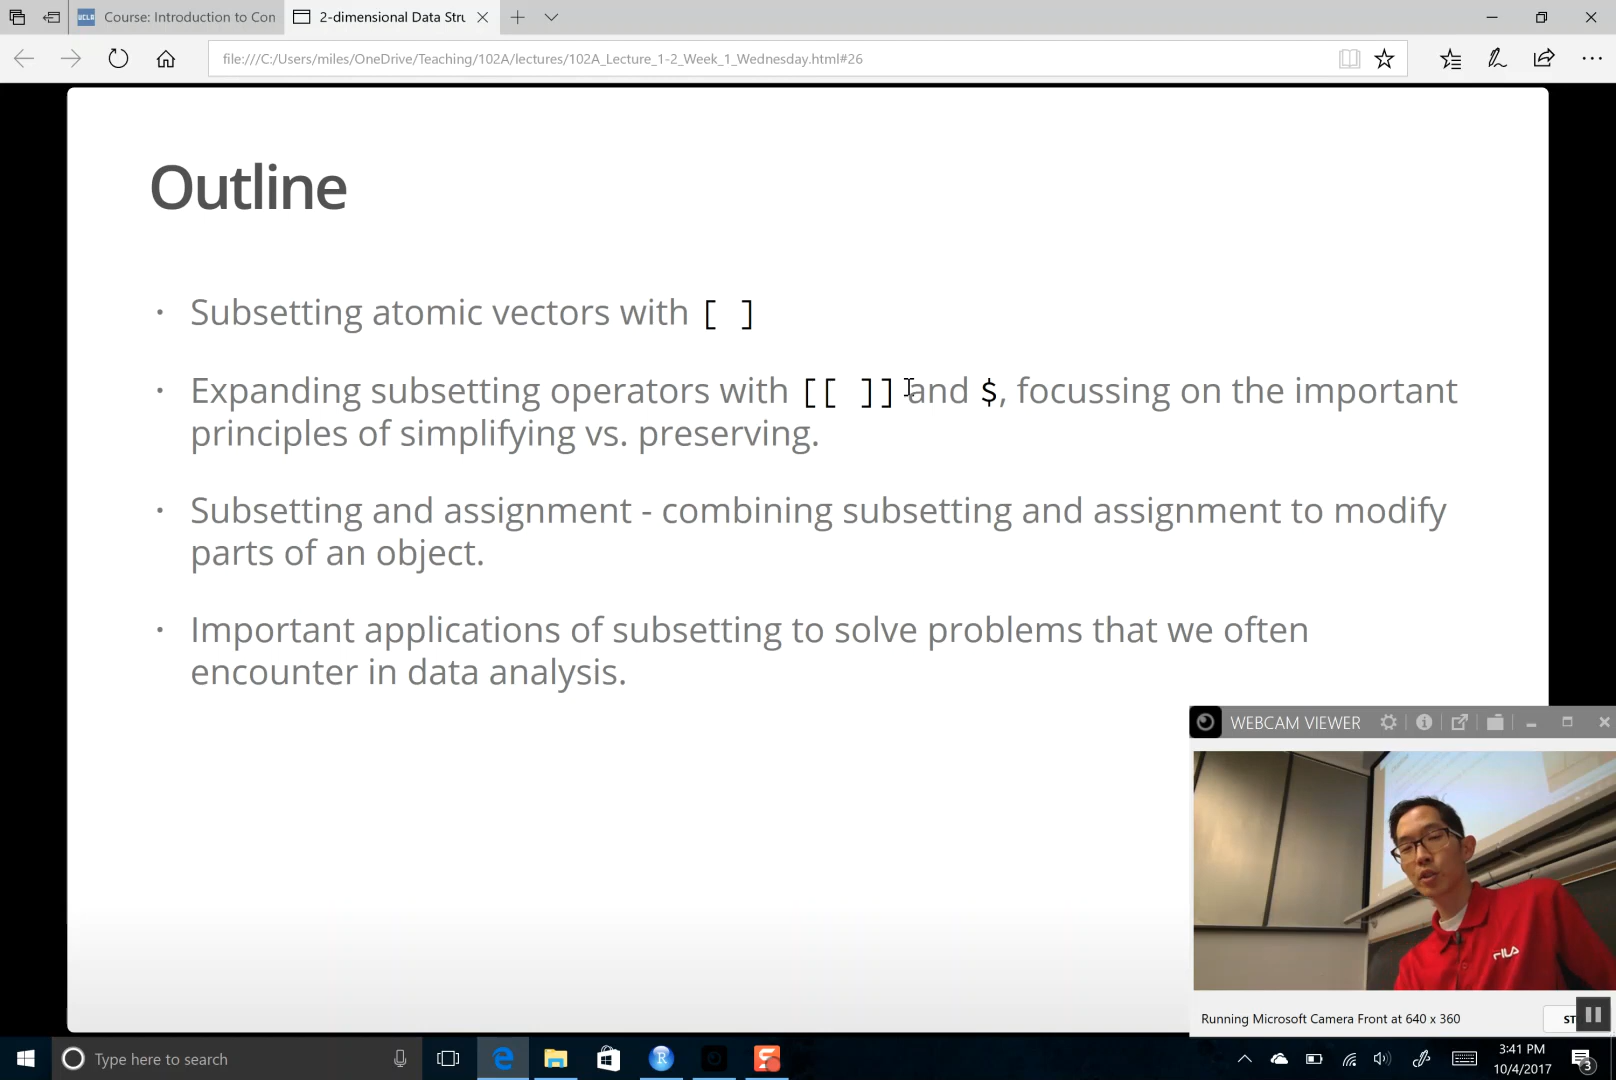 Course: Introduction to Con
2-dimensional Data Stru
file:///C:/Users/miles/OneDrive/Teaching/102A/lectures/102A_Lecture_1-2_Week_1_Wednesday.html#26
Outline
· Subsetting atomic vectors with [ ]
· Expanding subsetting operators with [[ ]] and $, focussing on the important
principles of simplifying vs. preserving.
· Subsetting and assignment - combining subsetting and assignment to modify
parts of an object.
· Important applications of subsetting to solve problems that we often
encounter in data analysis.
WEBCAM VIEWER
FILA
Running Microsoft Camera Front at 640 x 360
ST
Type here to search
3:41 PM
10/4/2017
3